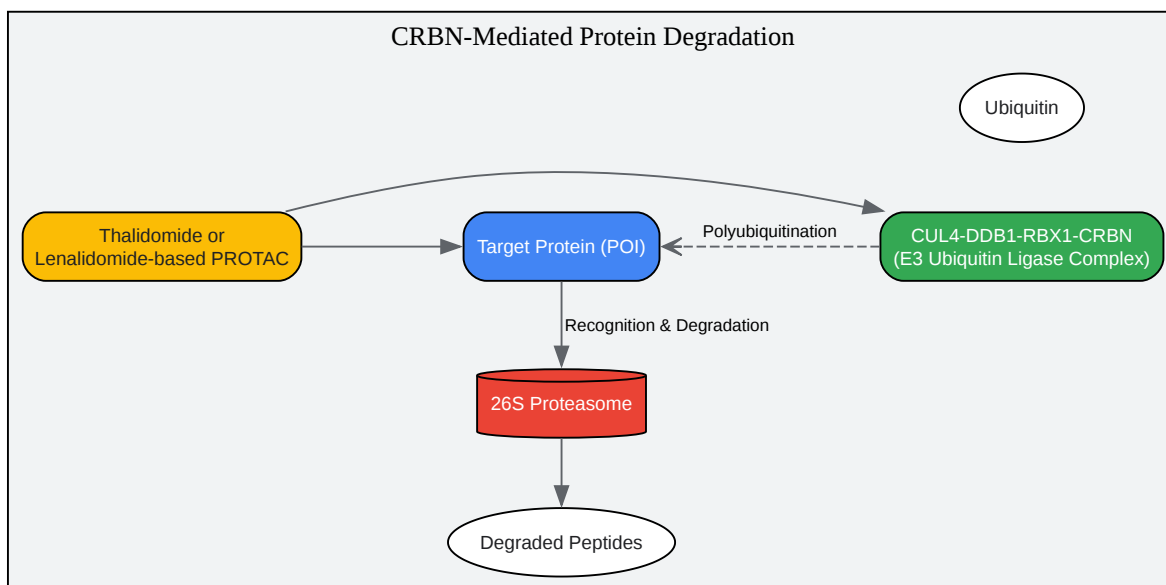 CRBN-Mediated Protein Degradation
Ubiquitin
Thalidomide or
Lenalidomide-based PROTAC
Target Protein (POI)
Polyubiquitination
CUL4-DDB1-RBX1-CRBN
(E3 Ubiquitin Ligase Complex)
Recognition & Degradation
26S Proteasome
Degraded Peptides